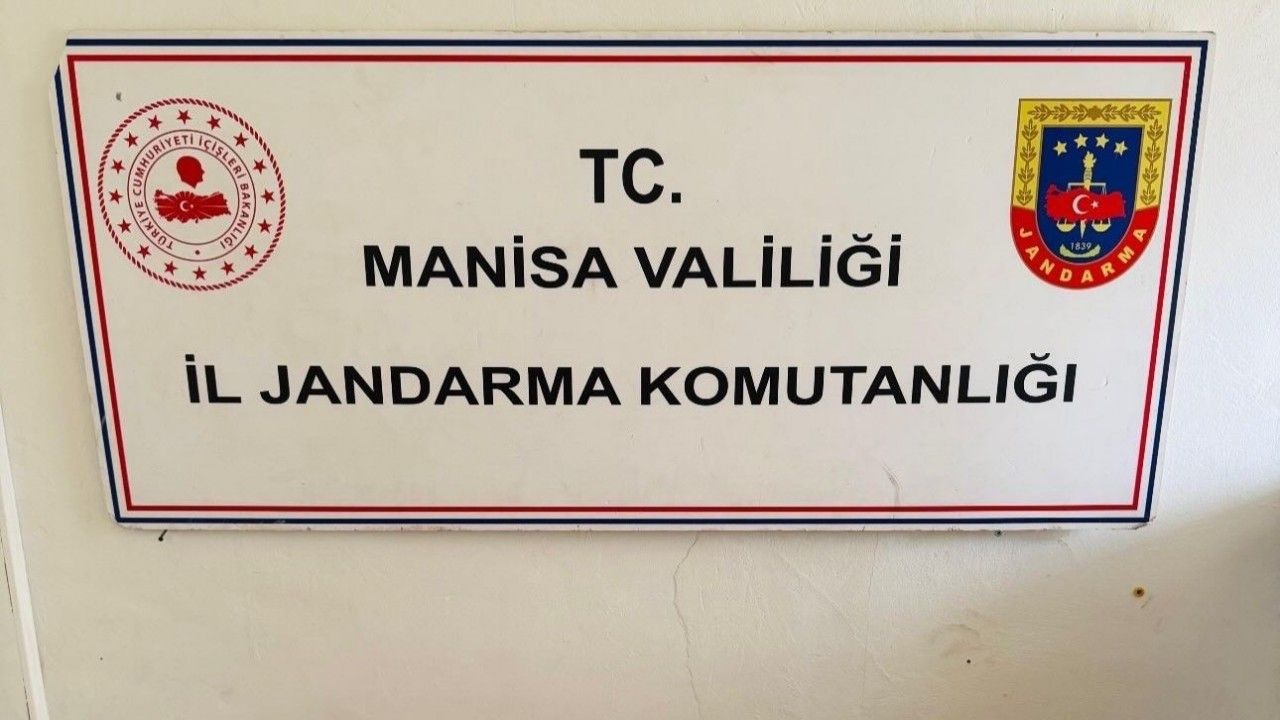 TC.
MANİSA VALİLİĞİ
İL JANDARMA KOMUTANLIĞI
TÜRKİYE CUMHURİYETİ İÇİŞLERİ BAKANLIĞI
1839
JANDARMA